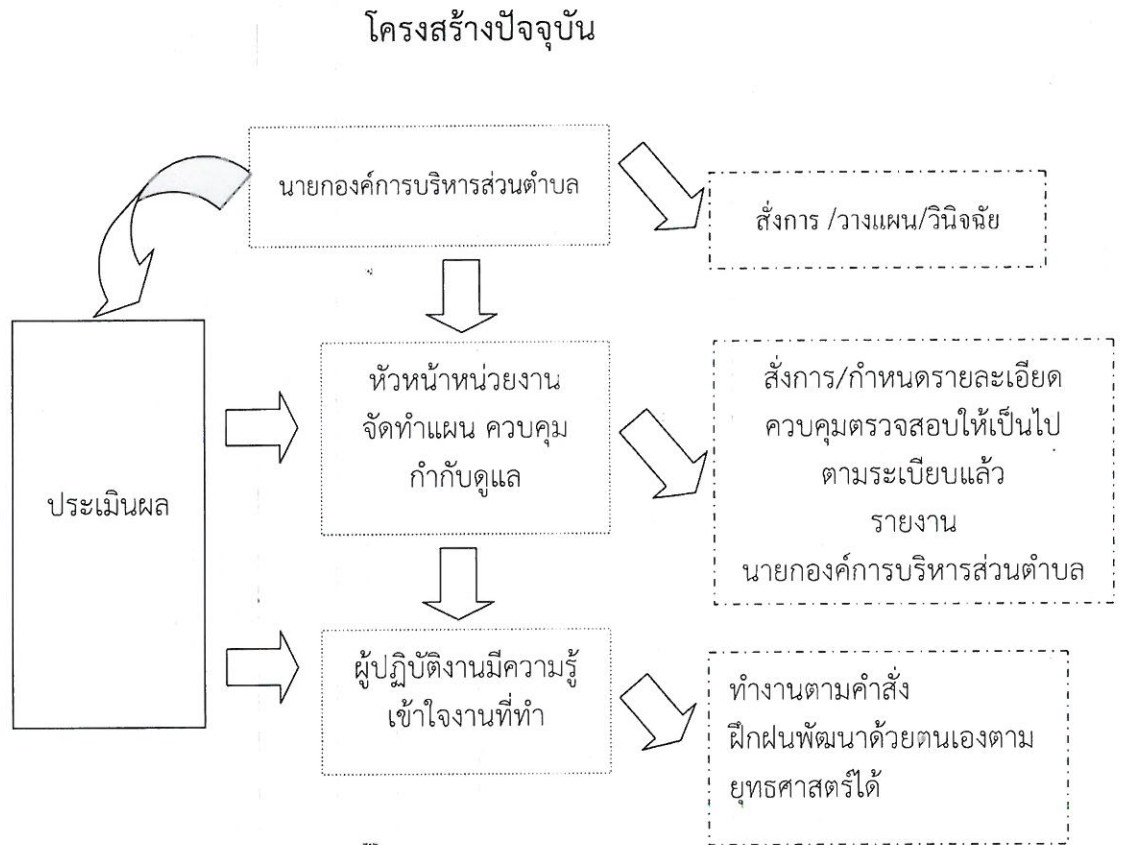 โครงสร้างปัจจุบัน
นายกองค์การบริหารส่วนตำบล
สั่งการ /วางแผน/วินิจฉัย
หัวหน้าหน่วยงาน
จัดทำแผน ควบคุม
กำกับดูแล
สั่งการ/กำหนดรายละเอียด
ควบคุมตรวจสอบให้เป็นไป
ตามระเบียบแล้ว
รายงาน
นายกองค์การบริหารส่วนตำบล
ประเมินผล
ผู้ปฏิบัติงานมีความรู้
เข้าใจงานที่ทำ
ทำงานตามคำสั่ง
ฝึกฝนพัฒนาด้วยตนเองตาม
ยุทธศาสตร์ได้